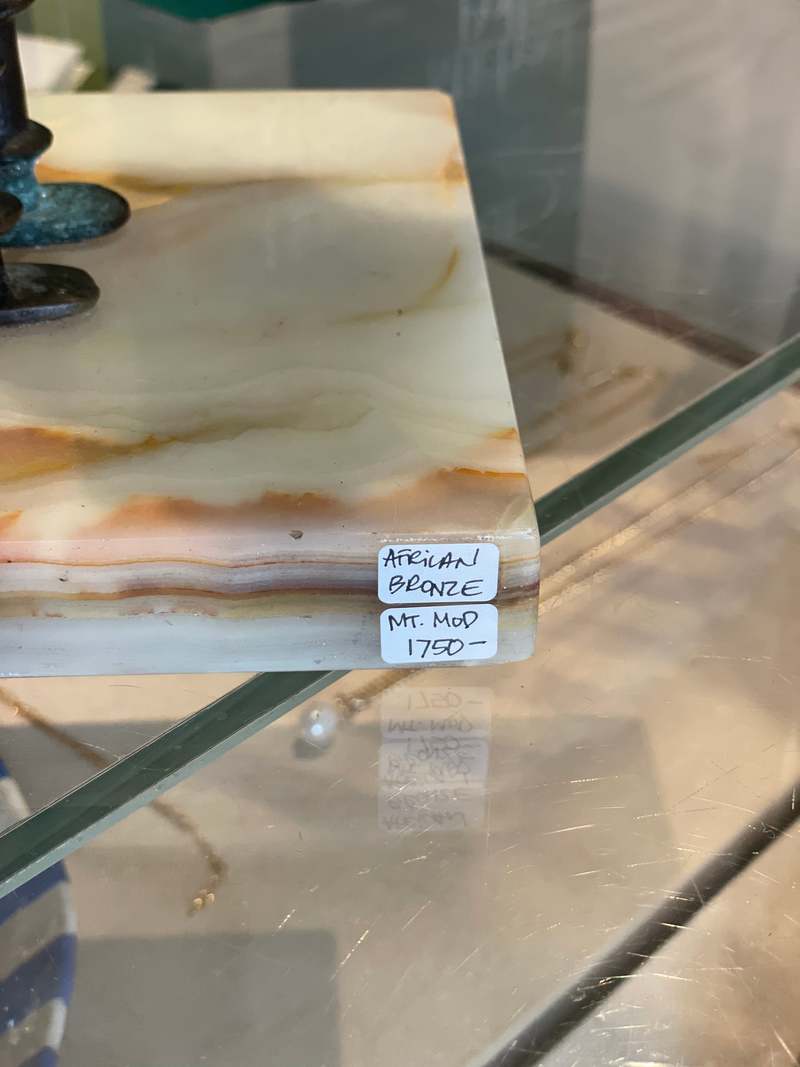 AFRICAN
BRONZE
MT. MOD
1750-